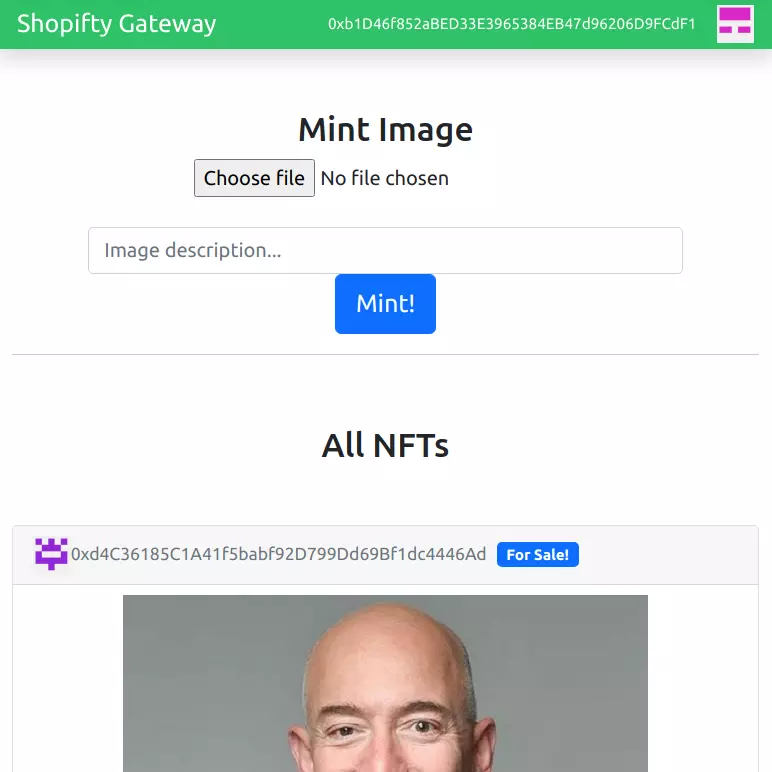 Shopifty Gateway
0xb1D46f852aBED33E3965384EB47d96206D9FCdF1
Mint Image
Choose file No file chosen
Image description...
Mint!
All NFTs
0xd4C36185C1A41f5babf92D799Dd69Bf1dc4446Ad For Sale!